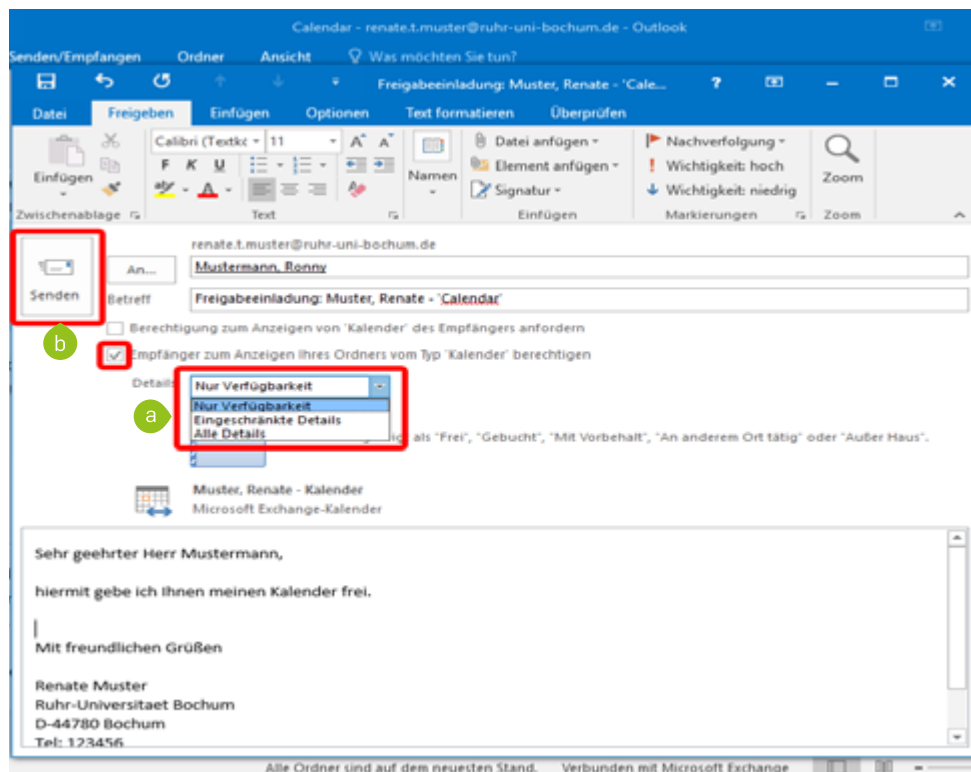 Calendar - renate.t.muster@ruhr-uni-bochum.de - Outlook
Senden/Empfangen Ordner Ansicht Was möchten Sie tun?
Freigabeeinladung: Muster, Renate - 'Cale... ?
Datei Freigeben Einfügen Optionen Text formatieren Überprüfen
Calibri (Textkc 11 A A Datei anfügen Nachverfolgung
Einfügen F K U Namen Element anfügen Wichtigkeit: hoch Zoom
A Signatur Wichtigkeit: niedrig
Zwischenablage Text Einfügen Markierungen Zoom
renate.t.muster@ruhr-uni-bochum.de
An... Mustermann, Ronny
Senden Betreff Freigabeeinladung: Muster, Renate - 'Calendar'
Berechtigung zum Anzeigen von 'Kalender' des Empfängers anfordern
b
Empfänger zum Anzeigen Ihres Ordners vom Typ 'Kalender' berechtigen
Details Nur Verfügbarkeit
Nur Verfügbarkeit
a Eingeschränkte Details
Alle Details als "Frei", "Gebucht", "Mit Vorbehalt", "An anderem Ort tätig" oder "Außer Haus".
Muster, Renate - Kalender
Microsoft Exchange-Kalender
Sehr geehrter Herr Mustermann,
hiermit gebe ich Ihnen meinen Kalender frei.
Mit freundlichen Grüßen
Renate Muster
Ruhr-Universitaet Bochum
D-44780 Bochum
Tel: 123456
Alle Ordner sind auf dem neuesten Stand. Verbunden mit Microsoft Exchange